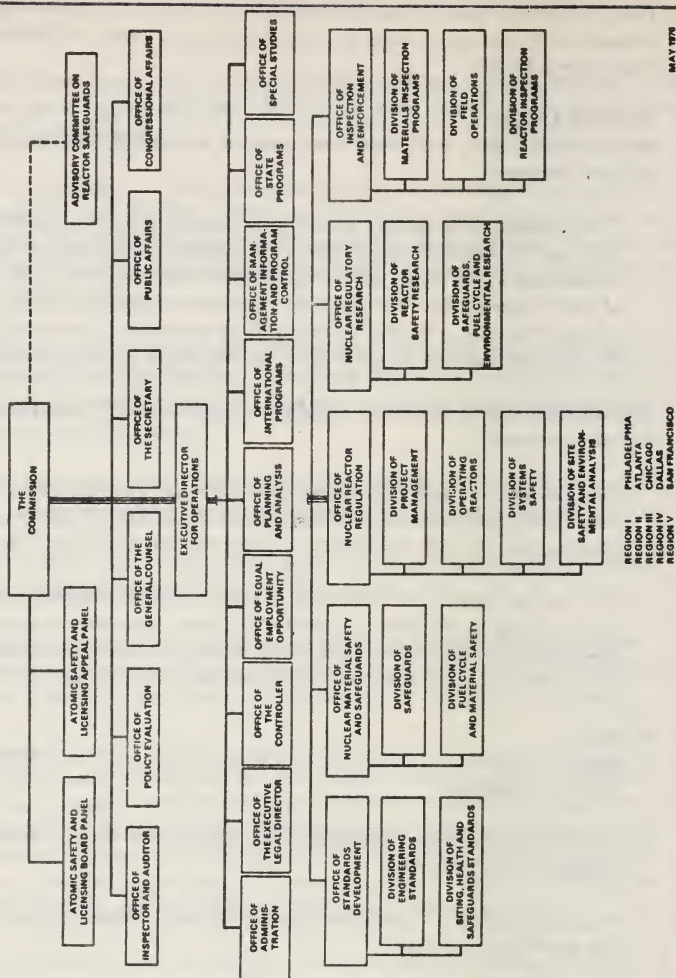 THE
COMMISSION
ADVISORY COMMITTEE ON
REACTOR SAFEGUARDS
ATOMIC SAFETY AND
LICENSING BOARD PANEL
ATOMIC SAFETY AND
LICENSING APPEAL PANEL
OFFICE OF
INSPECTOR AND AUDITOR
OFFICE OF
POLICY EVALUATION
OFFICE OF THE
GENERAL COUNSEL
OFFICE OF
THE SECRETARY
OFFICE OF
PUBLIC AFFAIRS
OFFICE OF
CONGRESSIONAL AFFAIRS
EXECUTIVE DIRECTOR
FOR OPERATIONS
OFFICE OF
ADMINIS-
TRATION
OFFICE OF
THE EXECUTIVE
LEGAL DIRECTOR
OFFICE OF
THE
CONTROLLER
OFFICE OF EQUAL
EMPLOYMENT
OPPORTUNITY
OFFICE OF
PLANNING
AND ANALYSIS
OFFICE OF
INTERNATIONAL
PROGRAMS
OFFICE OF MAN-
AGEMENT INFORMA-
TION AND PROGRAM
CONTROL
OFFICE OF
STATE
PROGRAMS
OFFICE OF
SPECIAL STUDIES
OFFICE OF
STANDARDS
DEVELOPMENT
DIVISION OF
ENGINEERING
STANDARDS
DIVISION OF
SITING, HEALTH AND
SAFEGUARDS STANDARDS
OFFICE OF
NUCLEAR MATERIAL SAFETY
AND SAFEGUARDS
DIVISION OF
SAFEGUARDS
DIVISION OF
FUEL CYCLE
AND MATERIAL SAFETY
OFFICE OF
NUCLEAR REACTOR
REGULATION
DIVISION OF
PROJECT
MANAGEMENT
DIVISION OF
OPERATING
REACTORS
DIVISION OF
SYSTEMS
SAFETY
DIVISION OF SITE
SAFETY AND ENVIRON-
MENTAL ANALYSIS
OFFICE OF
NUCLEAR REGULATORY
RESEARCH
DIVISION OF
REACTOR
SAFETY RESEARCH
DIVISION OF
SAFEGUARDS,
FUEL CYCLE AND
ENVIRONMENTAL RESEARCH
OFFICE OF
INSPECTION
AND ENFORCEMENT
DIVISION OF
MATERIALS INSPECTION
PROGRAMS
DIVISION OF
FIELD
OPERATIONS
DIVISION OF
REACTOR INSPECTION
PROGRAMS
REGION I PHILADELPHIA
REGION II ATLANTA
REGION III CHICAGO
REGION IV DALLAS
REGION V SAN FRANCISCO
MAY